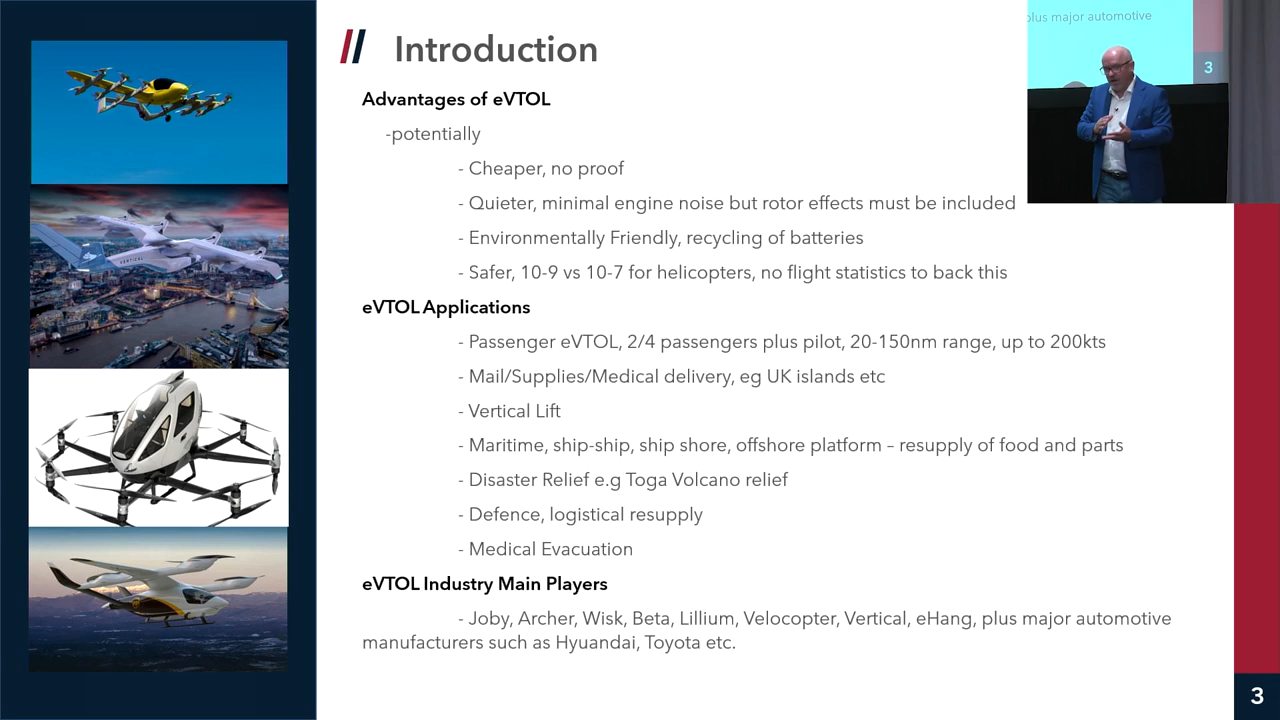 Introduction
Advantages of eVTOL
-potentially
- Cheaper, no proof
- Quieter, minimal engine noise but rotor effects must be included
- Environmentally Friendly, recycling of batteries
- Safer, 10-9 vs 10-7 for helicopters, no flight statistics to back this
eVTOL Applications
- Passenger eVTOL, 2/4 passengers plus pilot, 20-150nm range, up to 200kts
- Mail/Supplies/Medical delivery, eg UK islands etc
- Vertical Lift
- Maritime, ship-ship, ship shore, offshore platform – resupply of food and parts
- Disaster Relief e.g Toga Volcano relief
- Defence, logistical resupply
- Medical Evacuation
eVTOL Industry Main Players
- Joby, Archer, Wisk, Beta, Lillium, Velocopter, Vertical, eHang, plus major automotive
manufacturers such as Hyuandai, Toyota etc.
3
plus major automotive
3
VERTICAL